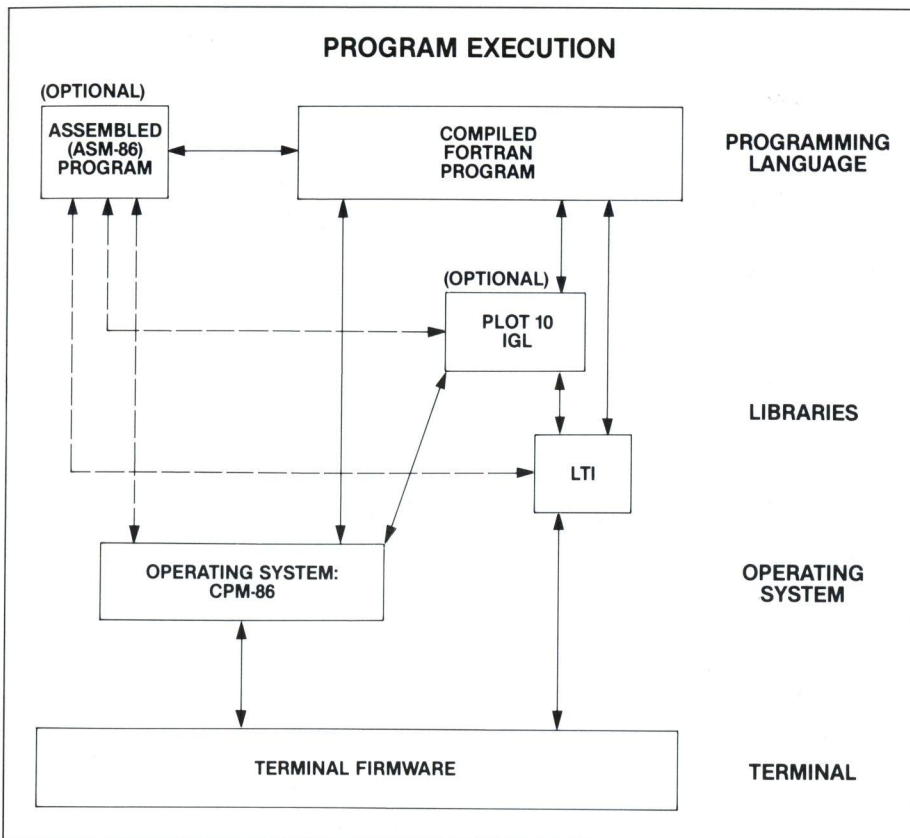 PROGRAM EXECUTION
(OPTIONAL)
ASSEMBLED
(ASM-86)
PROGRAM
COMPILED
FORTRAN
PROGRAM
PROGRAMMING
LANGUAGE
(OPTIONAL)
PLOT 10
IGL
LIBRARIES
LTI
OPERATING SYSTEM:
CPM-86
OPERATING
SYSTEM
TERMINAL FIRMWARE
TERMINAL